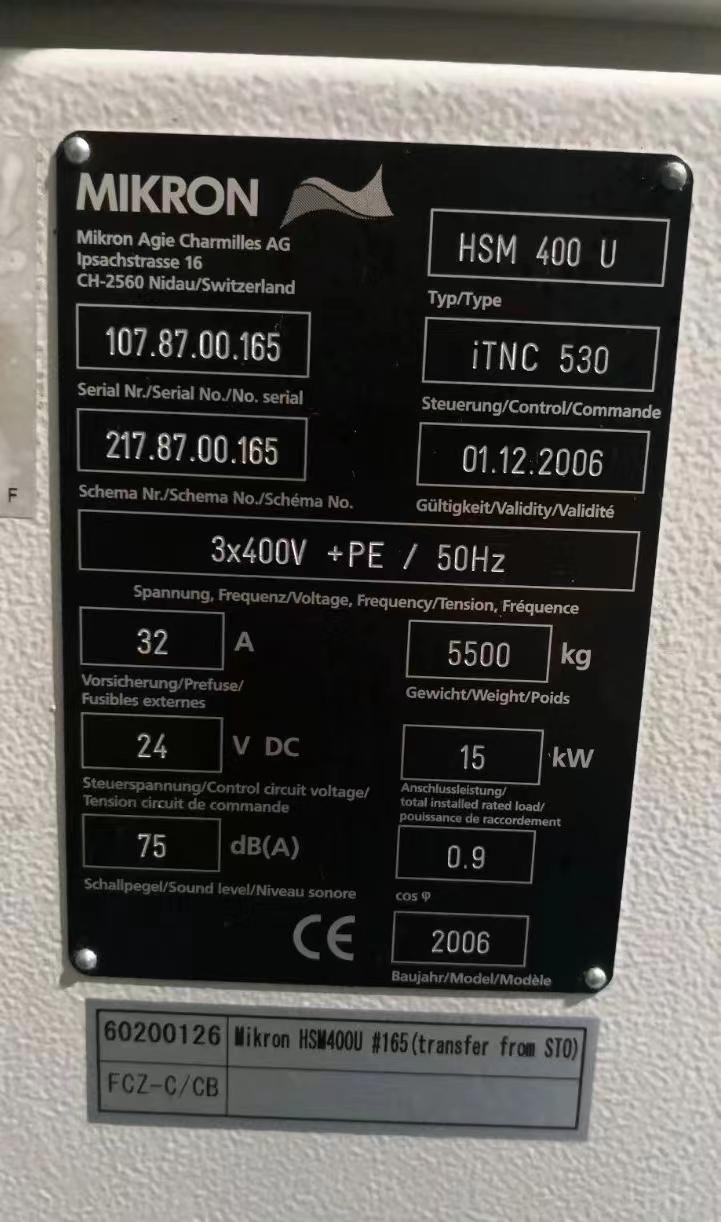 MIKRON
Mikron Agie Charmilles AG
Ipsachstrasse 16
CH-2560 Nidau/Switzerland
HSM 400 U
Typ/Type
107.87.00.165
Serial Nr./Serial No./No. serial
iTNC 530
Steuerung/Control/Commande
217.87.00.165
Schema Nr./Schema No./Schéma No.
01.12.2006
Gültigkeit/Validity/Validité
3x400V +PE / 50Hz
Spannung, Frequenz/Voltage, Frequency/Tension, Fréquence
32 A
Vorsicherung/Prefuse/
Fusibles externes
5500 kg
Gewicht/Weight/Poids
24 V DC
Steuerspannung/Control circuit voltage/
Tension circuit de commande
15 kW
Anschlussleistung/
total installed rated load/
pouissance de raccordement
75 dB(A)
Schallpegel/Sound level/Niveau sonore
0.9
cos φ
CE
2006
Baujahr/Model/Modèle
F
60200126 Mikron HSM400U #165(transfer from STO)
FCZ-C/CB